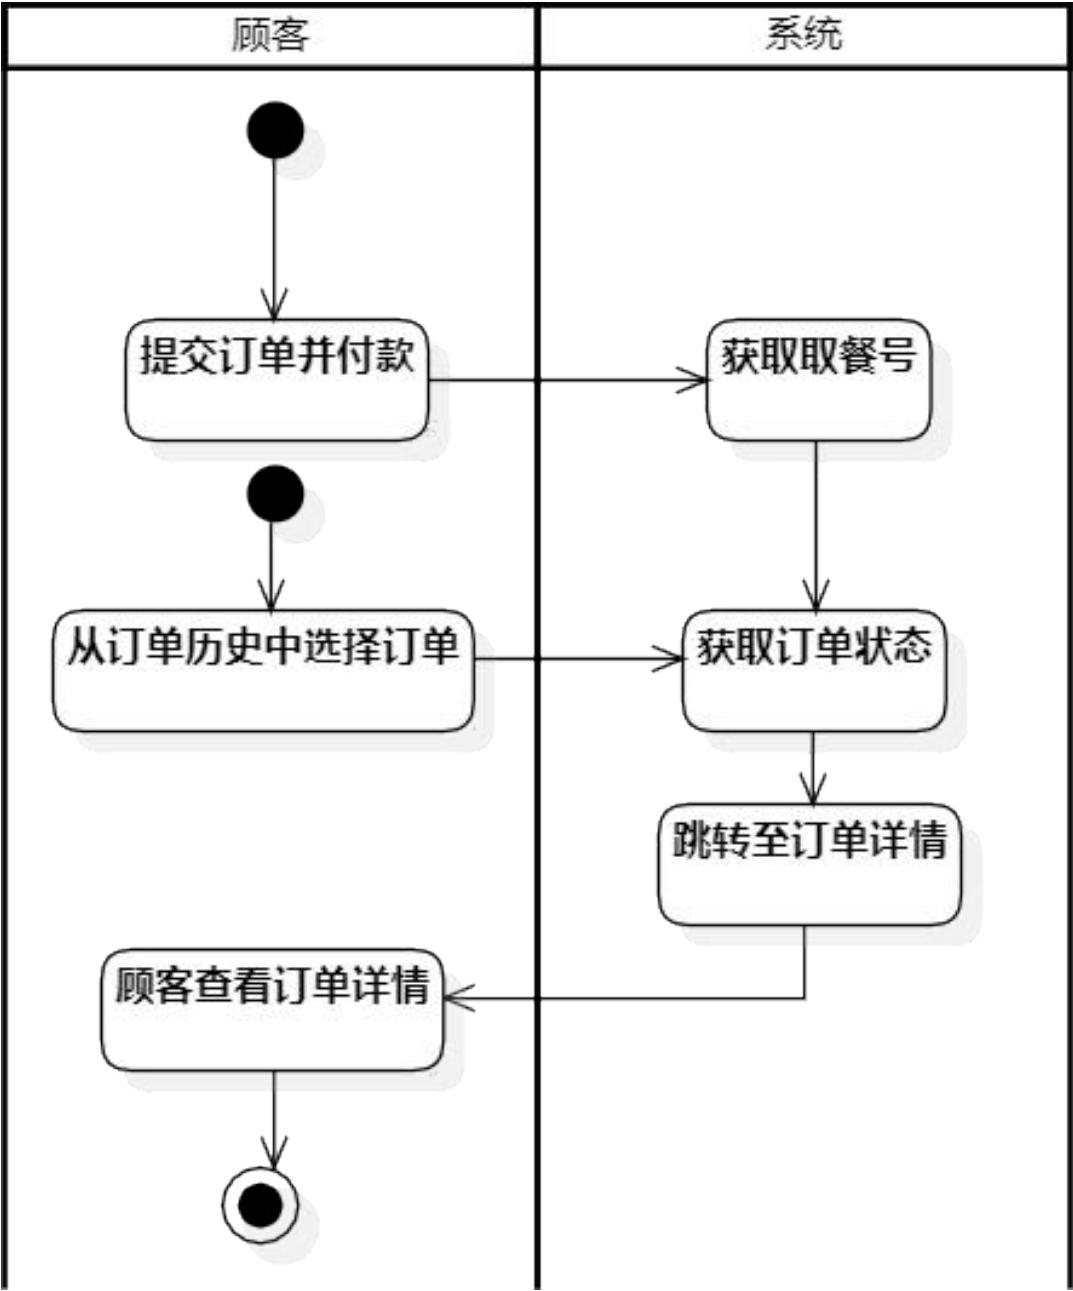 顾客
系统
提交订单并付款
获取取餐号
从订单历史中选择订单
获取订单状态
跳转至订单详情
顾客查看订单详情